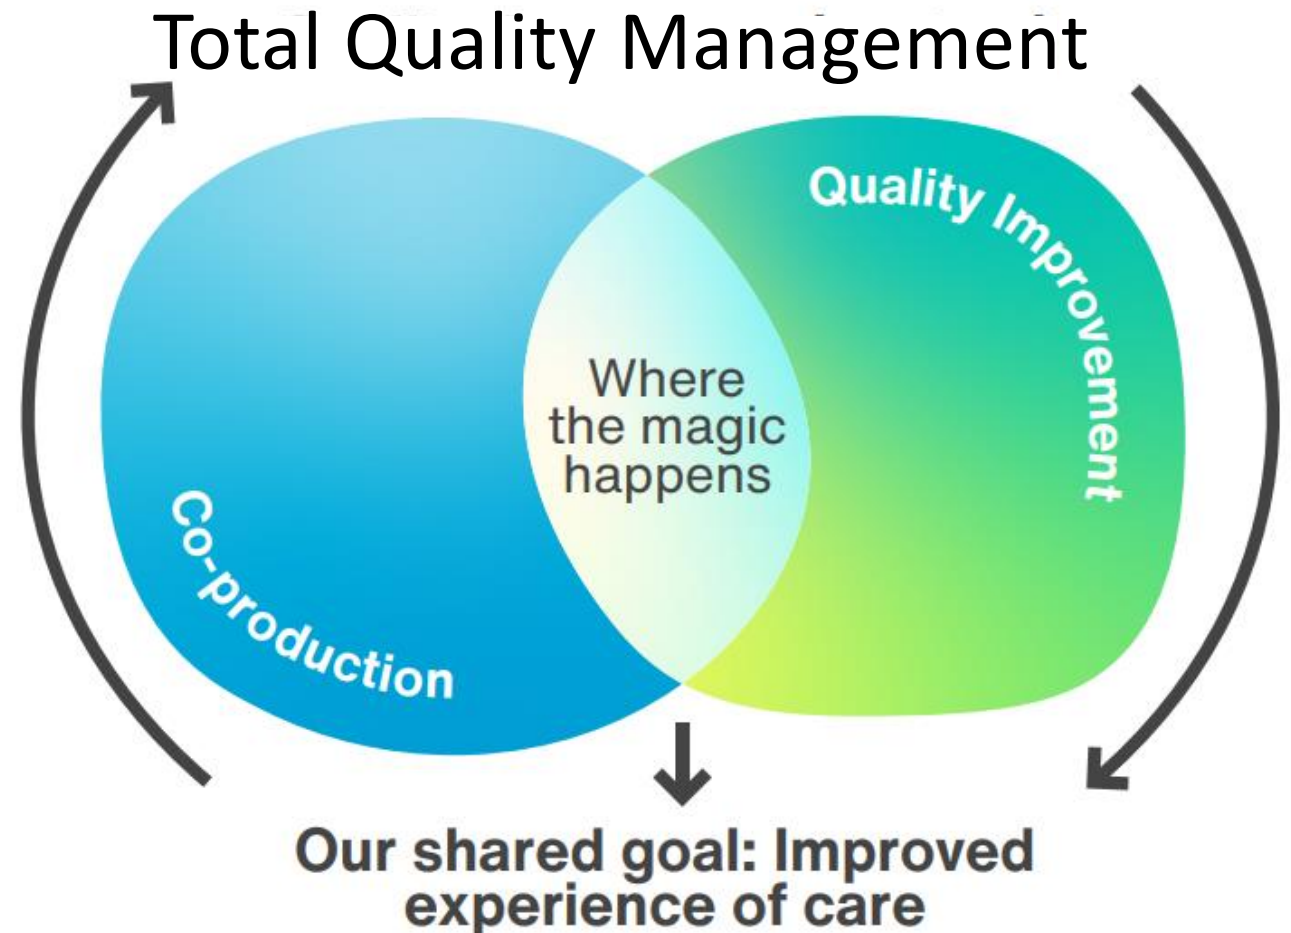 Total Quality Management
Quality Improvement
Where
the magic
happens
Co-production
Our shared goal: Improved
experience of care